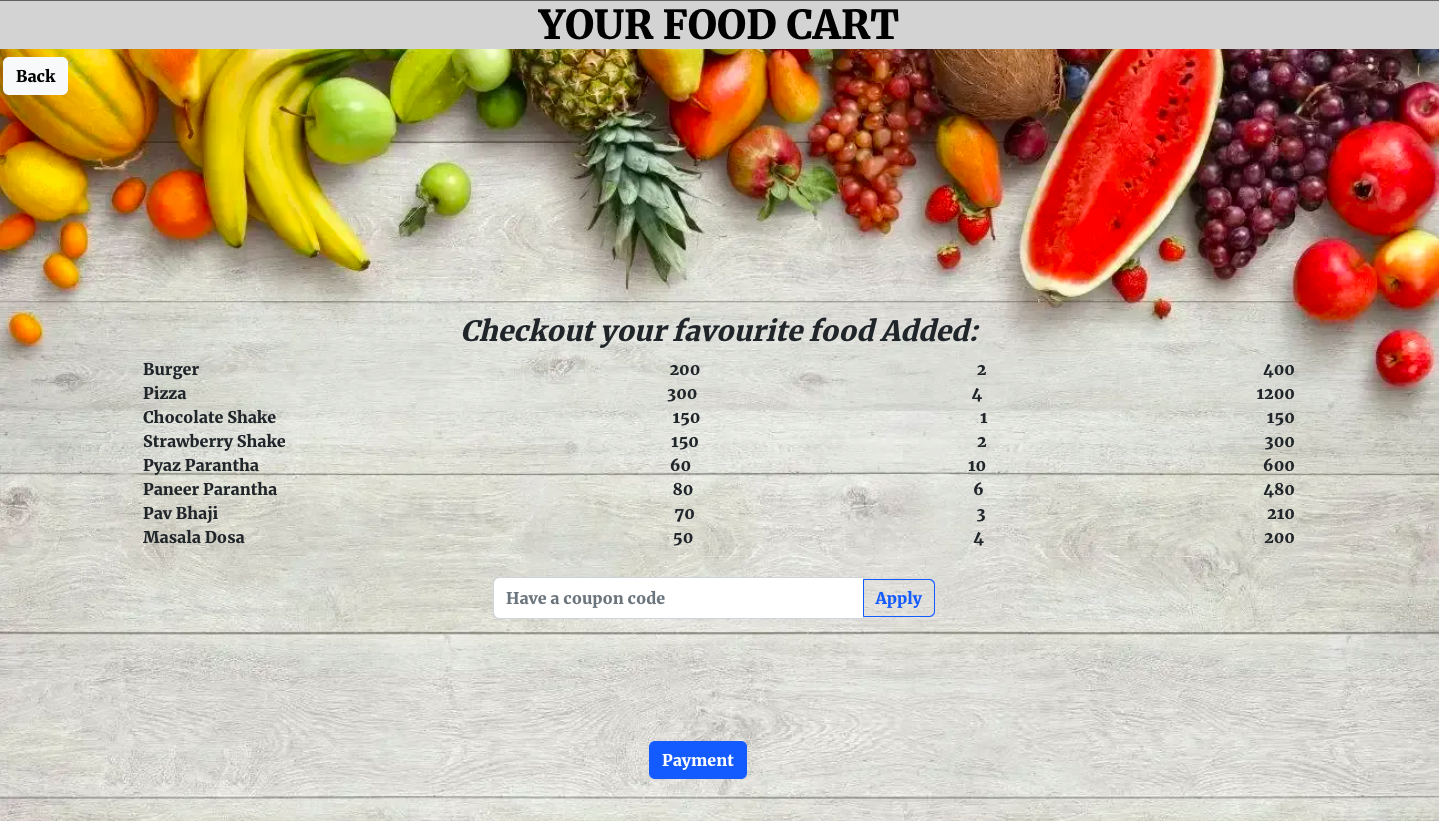 YOUR FOOD CART
Back
Checkout your favourite food Added:
Burger 200 2 400
Pizza 300 4 1200
Chocolate Shake 150 1 150
Strawberry Shake 150 2 300
Pyaz Parantha 60 10 600
Paneer Parantha 80 6 480
Pav Bhaji 70 3 210
Masala Dosa 50 4 200
Have a coupon code Apply
Payment